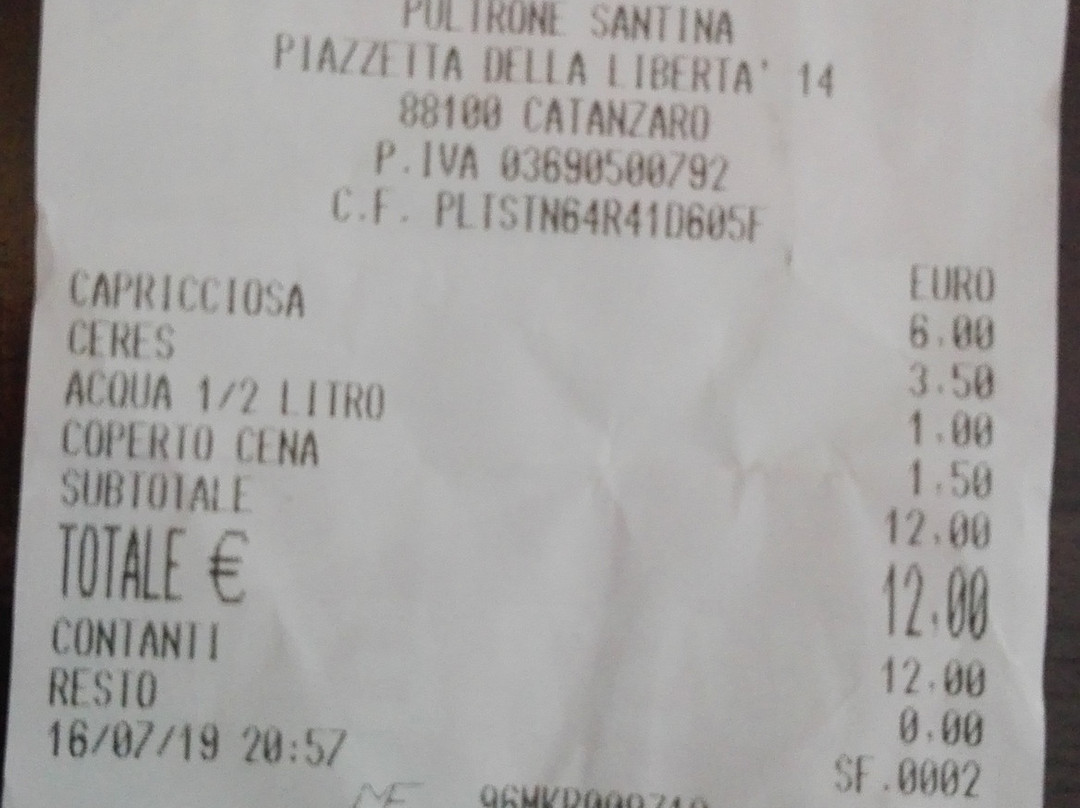 PULTRONE SANTINA
PIAZZETTA DELLA LIBERTA' 14
88100 CATANZARO
P.IVA 03690500792
C.F. PLTSTN64R41D605F
EURO
CAPRICCIOSA 6.00
CERES 3.50
ACQUA 1/2 LITRO 1.00
COPERTO CENA 1.50
SUBTOTALE 12.00
TOTALE € 12.00
CONTANTI 12.00
RESTO 0.00
16/07/19 20:57 SF.0002